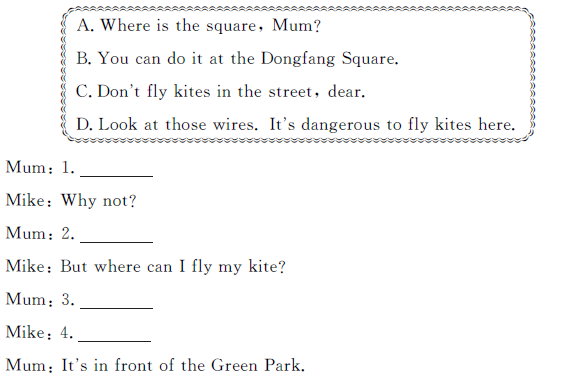 A. Where is the square, Mum?
B. You can do it at the Dongfang Square.
C. Don't fly kites in the street, dear.
D. Look at those wires. It's dangerous to fly kites here.
Mum: 1. ________
Mike: Why not?
Mum: 2. ________
Mike: But where can I fly my kite?
Mum: 3. ________
Mike: 4. ________
Mum: It's in front of the Green Park.